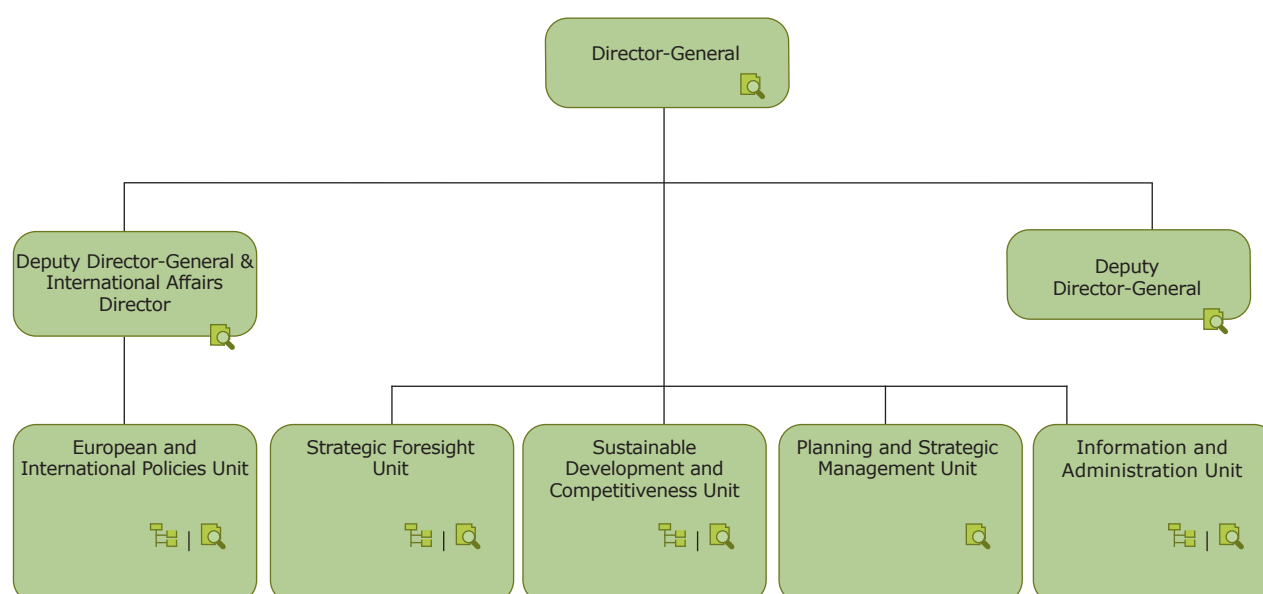 Director-General
Deputy Director-General &
International Affairs
Director
Deputy
Director-General
European and
International Policies Unit
|
Strategic Foresight
Unit
|
Sustainable
Development and
Competitiveness Unit
|
Planning and Strategic
Management Unit
Information and
Administration Unit
|